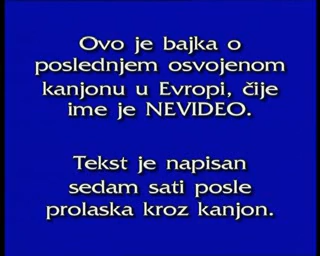 Ovo je bajka o
poslednjem osvojenom
kanjonu u Evropi, čije
ime je NEVIDEO.
Tekst je napisan
sedam sati posle
prolaska kroz kanjon.